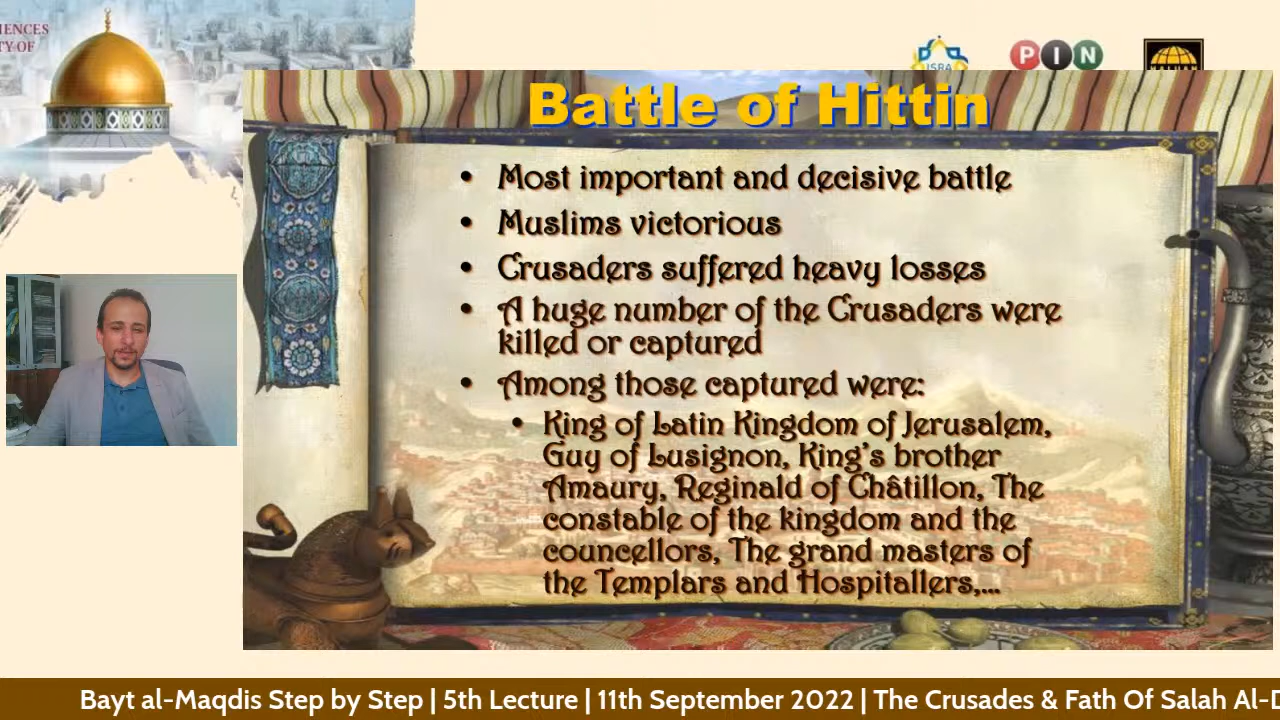 IENCES
TY OF
ISRA
P I N
Battle of Hittin
• Most important and decisive battle
• Muslims victorious
• Crusaders suffered heavy losses
• A huge number of the Crusaders were
killed or captured
• Among those captured were:
• King of Latin Kingdom of Jerusalem,
Guy of Lusignon, King's brother
Amaury, Reginald of Châtillon, The
constable of the kingdom and the
councellors, The grand masters of
the Templars and Hospitallers,...
Bayt al-Maqdis Step by Step | 5th Lecture | 11th September 2022 | The Crusades & Fath Of Salah Al-D